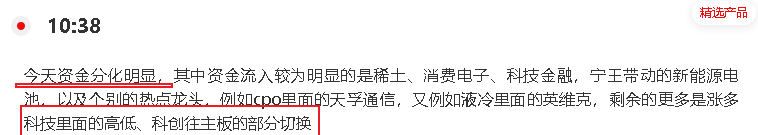 精选产品
10:38
今天资金分化明显，其中资金流入较为明显的是稀土、消费电子、科技金融，宁王带动的新能源电
池，以及个别的热点龙头，例如cpo里面的天孚通信，又例如液冷里面的英维克，剩余的更多是涨多
科技里面的高低、科创往主板的部分切换